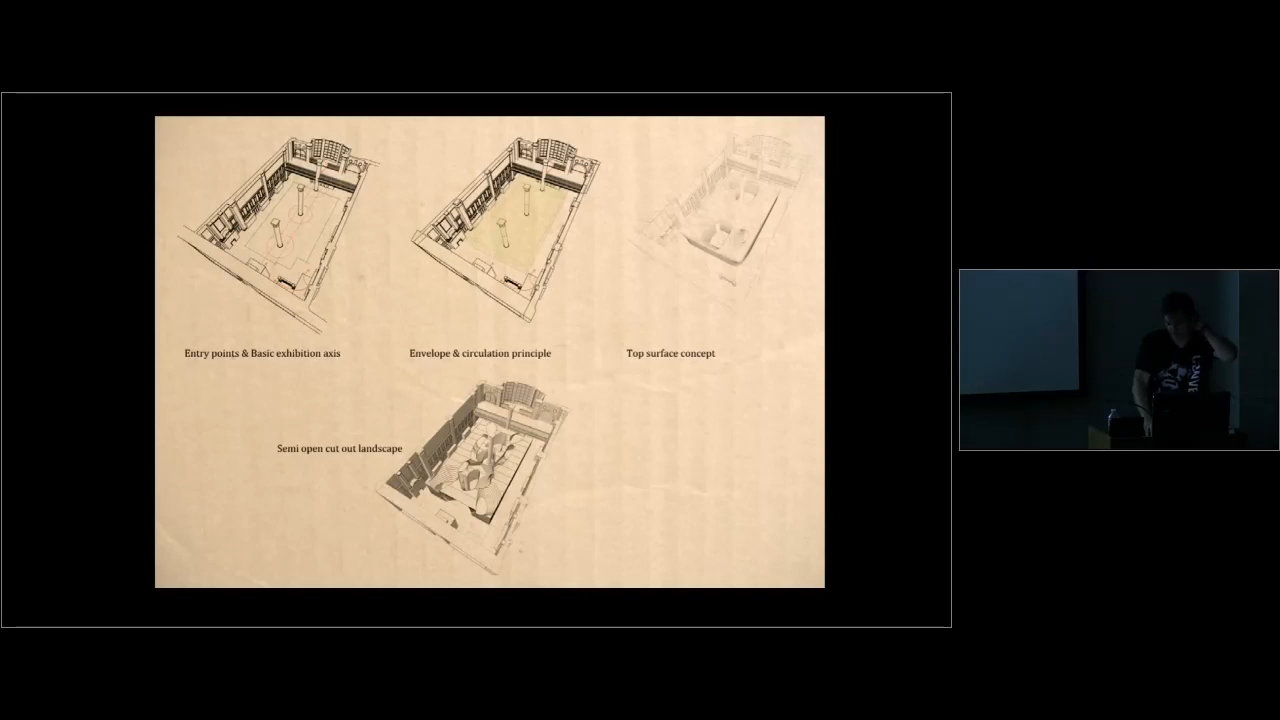 Entry points & Basic exhibition axis
Envelope & circulation principle
Top surface concept
Semi open cut out landscape